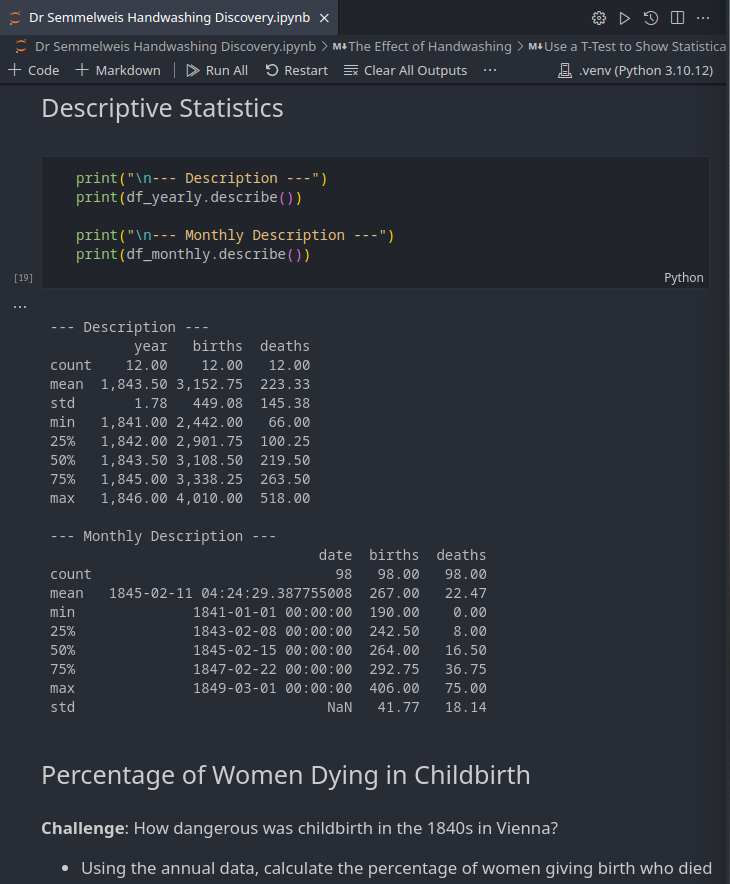 Dr Semmelweis Handwashing Discovery.ipynb ×
Dr Semmelweis Handwashing Discovery.ipynb > M↓The Effect of Handwashing > M↓Use a T-Test to Show Statistica
+ Code + Markdown | Run All Restart Clear All Outputs ... .venv (Python 3.10.12)
Descriptive Statistics
print("\n--- Description ---")
print(df_yearly.describe())
print("\n--- Monthly Description ---")
print(df_monthly.describe())
[19] Python
...
--- Description ---
year births deaths
count 12.00 12.00 12.00
mean 1,843.50 3,152.75 223.33
std 1.78 449.08 145.38
min 1,841.00 2,442.00 66.00
25% 1,842.00 2,901.75 100.25
50% 1,843.50 3,108.50 219.50
75% 1,845.00 3,338.25 263.50
max 1,846.00 4,010.00 518.00
--- Monthly Description ---
date births deaths
count 98 98.00 98.00
mean 1845-02-11 04:24:29.387755008 267.00 22.47
min 1841-01-01 00:00:00 190.00 0.00
25% 1843-02-08 00:00:00 242.50 8.00
50% 1845-02-15 00:00:00 264.00 16.50
75% 1847-02-22 00:00:00 292.75 36.75
max 1849-03-01 00:00:00 406.00 75.00
std NaN 41.77 18.14
Percentage of Women Dying in Childbirth
Challenge: How dangerous was childbirth in the 1840s in Vienna?
• Using the annual data, calculate the percentage of women giving birth who died